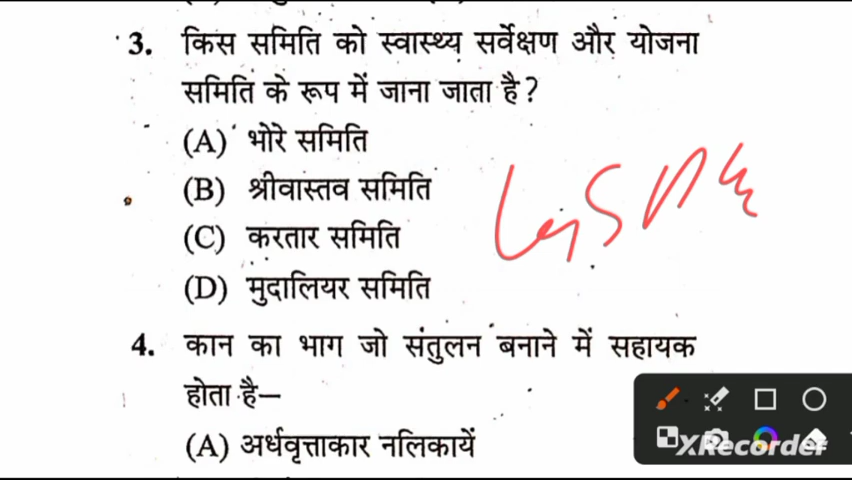 3. किस समिति को स्वास्थ्य सर्वेक्षण और योजना
समिति के रूप में जाना जाता है?
(A) भोरे समिति
(B) श्रीवास्तव समिति
(C) करतार समिति
(D) मुदालियर समिति
4. कान का भाग जो संतुलन बनाने में सहायक
होता है–
(A) अर्धवृत्ताकार नलिकायें
XRecorder